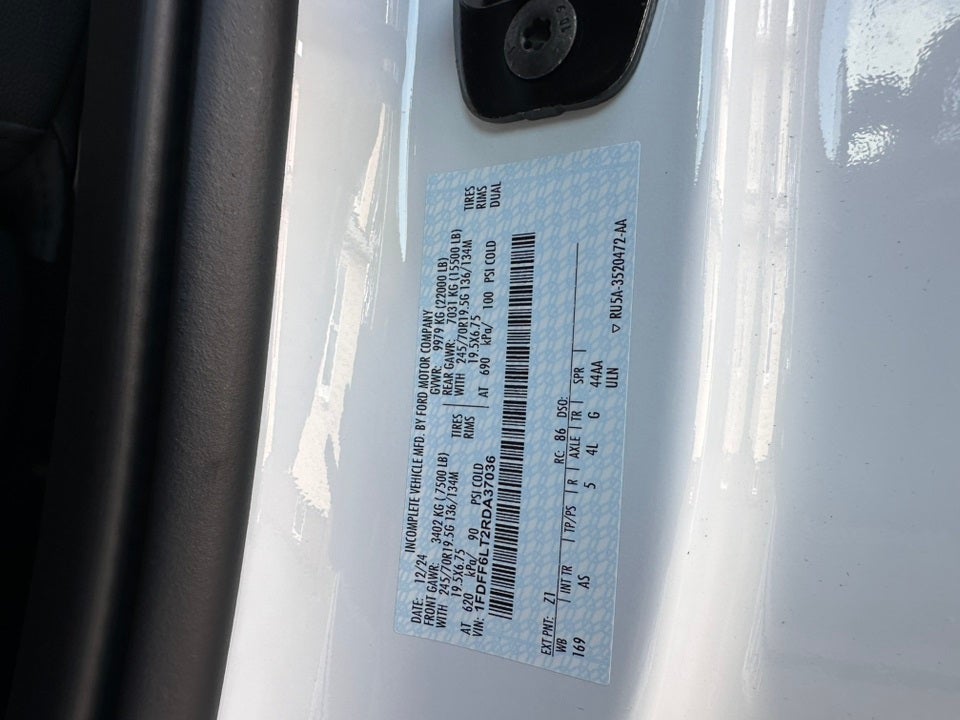 INCOMPLETE VEHICLE MFD. BY FORD MOTOR COMPANY
DATE: 12/24 GVWR: 9979 KG (22000 LB)
FRONT GAWR: 3402 KG ( 7500 LB) REAR GAWR: 7031 KG (15500 LB)
WITH 245/70R19.5G 136/134M TIRES WITH 245/70R19.5G 136/134M TIRES
19.5X6.75 RIMS 19.5X6.75 RIMS
AT 620 kPa/ 90 PSI COLD AT 690 kPa/ 100 PSI COLD DUAL
VIN: 1FDFF6LT2RDA37036
EXT PNT: Z1 RC: 86 DSO:
WB INT TR TP/PS R AXLE TR SPR
169 AS 5 4L G 44AA
ULN
▽ RU5A-3520472-AA